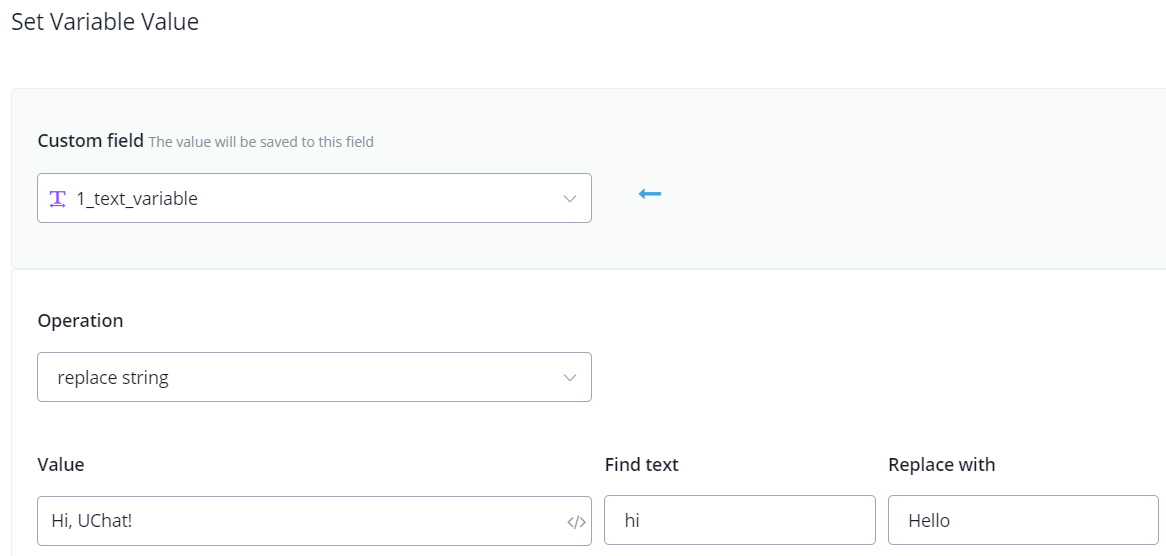 Set Variable Value
Custom field The value will be saved to this field
1_text_variable
Operation
replace string
Value Find text Replace with
Hi, UChat! </> hi Hello